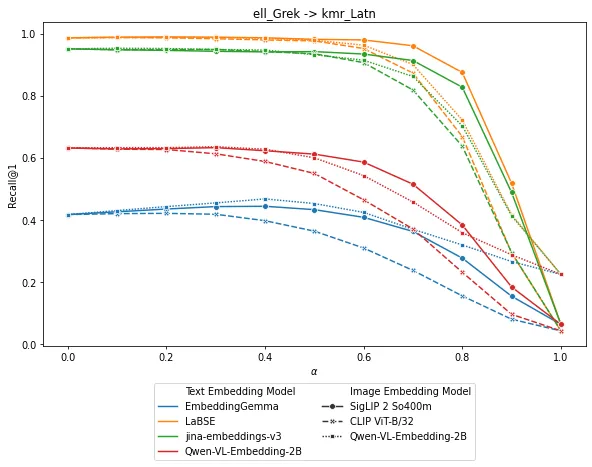 ell_Grek -> kmr_Latn
1.0
0.8
0.6
0.4
0.2
0.0
Recall@1
0.0 0.2 0.4 0.6 0.8 1.0
α
Text Embedding Model Image Embedding Model
EmbeddingGemma SigLIP 2 So400m
LaBSE CLIP ViT-B/32
jina-embeddings-v3 Qwen-VL-Embedding-2B
Qwen-VL-Embedding-2B